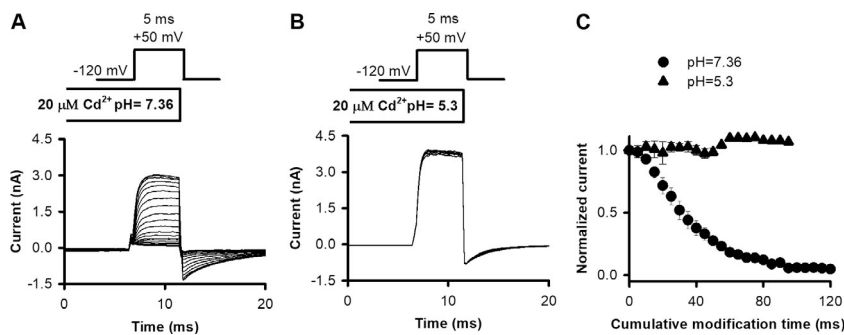 A
5 ms
+50 mV
-120 mV
20 μM Cd²⁺ pH= 7.36
Current (nA)
4.5
3.0
1.5
0.0
-1.5
0
10
20
Time (ms)
B
5 ms
+50 mV
-120 mV
20 μM Cd²⁺ pH= 5.3
Current (nA)
4.5
3.0
1.5
0.0
-1.5
0
10
20
Time (ms)
C
pH=7.36
pH=5.3
Normalized current
1.0
0.5
0.0
0
40
80
120
Cumulative modification time (ms)